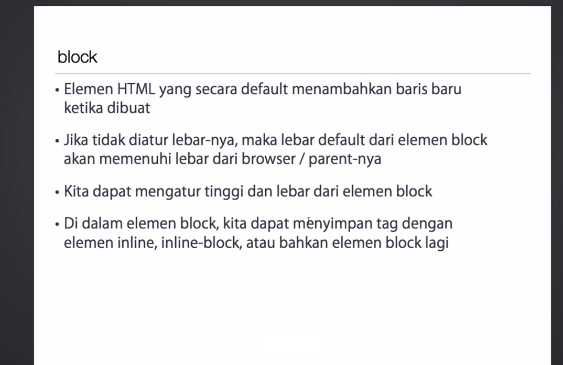 block
• Elemen HTML yang secara default menambahkan baris baru
ketika dibuat
• Jika tidak diatur lebar-nya, maka lebar default dari elemen block
akan memenuhi lebar dari browser / parent-nya
• Kita dapat mengatur tinggi dan lebar dari elemen block
• Di dalam elemen block, kita dapat menyimpan tag dengan
elemen inline, inline-block, atau bahkan elemen block lagi